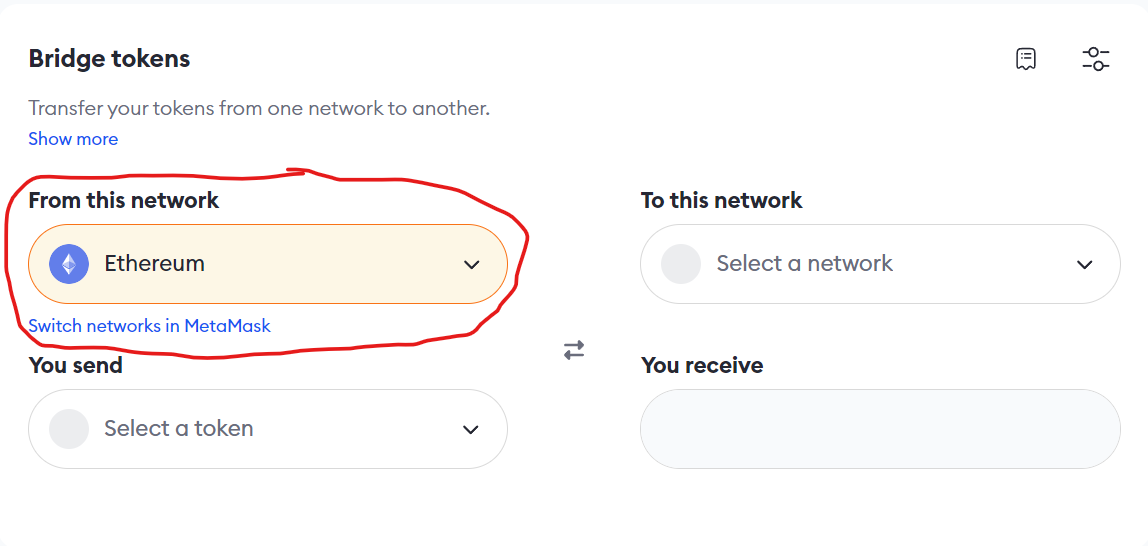 Bridge tokens
Transfer your tokens from one network to another.
Show more
From this network
Ethereum
Switch networks in MetaMask
To this network
Select a network
You send
Select a token
You receive